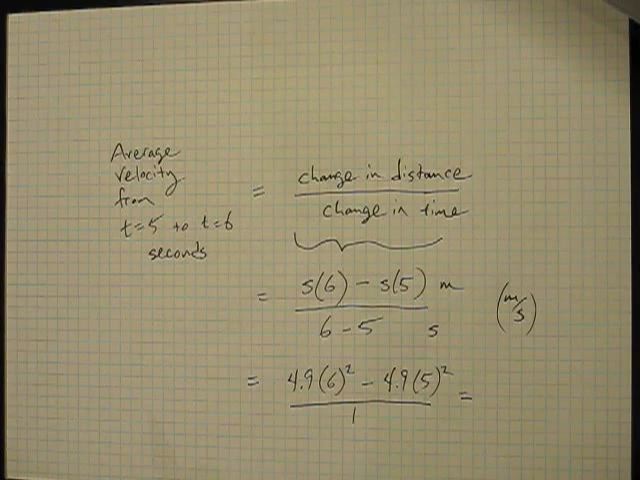 Average
velocity
from
t=5 to t=6
seconds
= change in distance
change in time
= s(6) - s(5) m
6 - 5 s
(m/s)
= 4.9(6)² - 4.9(5)² =
1